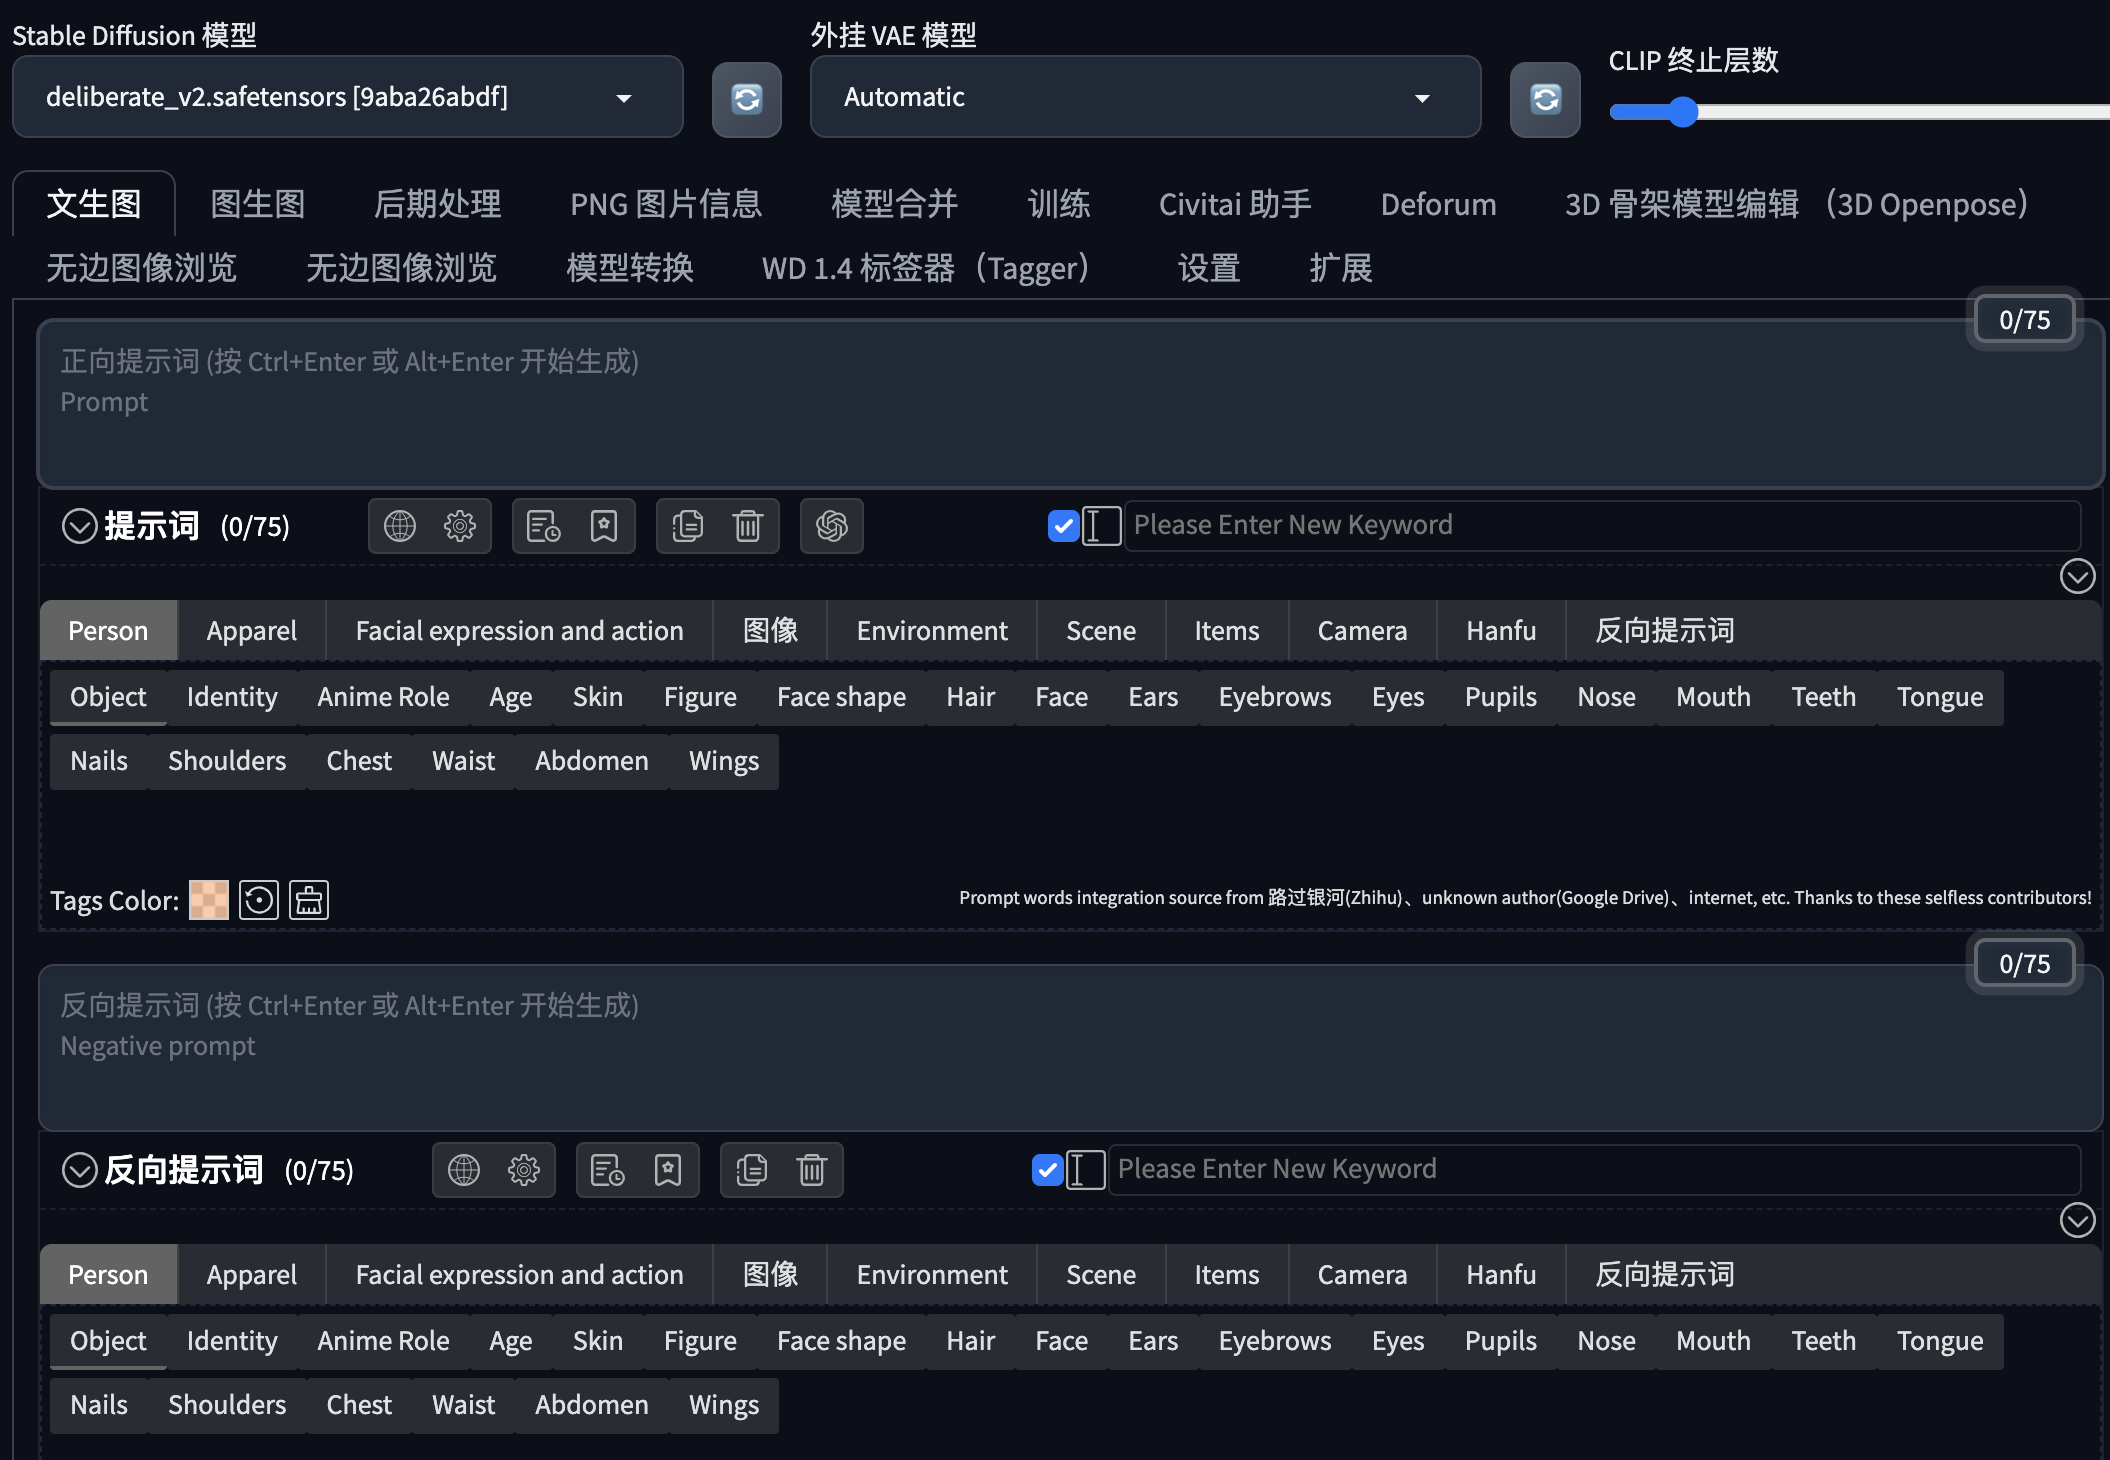 Stable Diffusion 模型
外挂 VAE 模型
CLIP 终止层数
deliberate_v2.safetensors [9aba26abdf]
Automatic
文生图
图生图
后期处理
PNG 图片信息
模型合并
训练
Civitai 助手
Deforum
3D 骨架模型编辑 （3D Openpose）
无边图像浏览
无边图像浏览
模型转换
WD 1.4 标签器（Tagger）
设置
扩展
0/75
正向提示词 (按 Ctrl+Enter 或 Alt+Enter 开始生成)
Prompt
提示词 (0/75)
Please Enter New Keyword
Person
Apparel
Facial expression and action
图像
Environment
Scene
Items
Camera
Hanfu
反向提示词
Object
Identity
Anime Role
Age
Skin
Figure
Face shape
Hair
Face
Ears
Eyebrows
Eyes
Pupils
Nose
Mouth
Teeth
Tongue
Nails
Shoulders
Chest
Waist
Abdomen
Wings
Tags Color:
Prompt words integration source from 路过银河(Zhihu)、unknown author(Google Drive)、internet, etc. Thanks to these selfless contributors!
0/75
反向提示词 (按 Ctrl+Enter 或 Alt+Enter 开始生成)
Negative prompt
反向提示词 (0/75)
Please Enter New Keyword
Person
Apparel
Facial expression and action
图像
Environment
Scene
Items
Camera
Hanfu
反向提示词
Object
Identity
Anime Role
Age
Skin
Figure
Face shape
Hair
Face
Ears
Eyebrows
Eyes
Pupils
Nose
Mouth
Teeth
Tongue
Nails
Shoulders
Chest
Waist
Abdomen
Wings